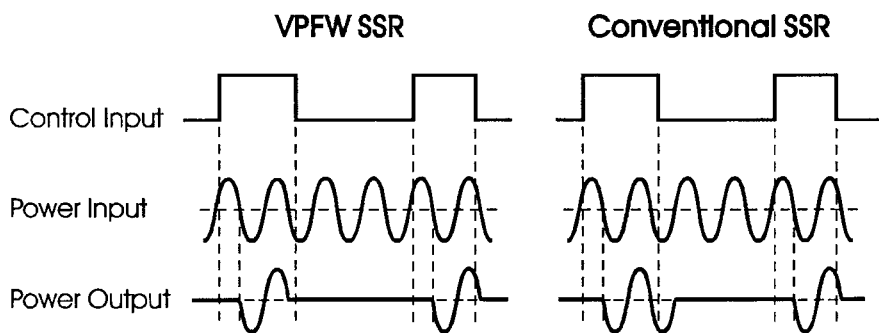 VPFW SSR
Conventional SSR
Control Input
Power Input
Power Output